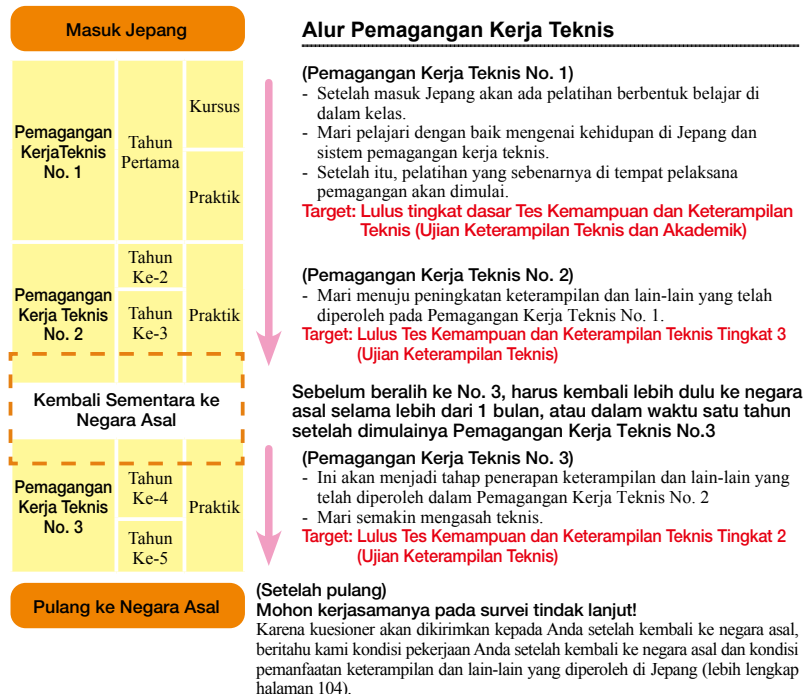 Masuk Jepang
Pemagangan
KerjaTeknis
No. 1
Tahun
Pertama
Kursus
Praktik
Pemagangan
Kerja Teknis
No. 2
Tahun
Ke-2
Tahun
Ke-3
Praktik
Kembali Sementara ke
Negara Asal
Pemagangan
Kerja Teknis
No. 3
Tahun
Ke-4
Tahun
Ke-5
Praktik
Pulang ke Negara Asal
Alur Pemagangan Kerja Teknis
(Pemagangan Kerja Teknis No. 1)
- Setelah masuk Jepang akan ada pelatihan berbentuk belajar di
dalam kelas.
- Mari pelajari dengan baik mengenai kehidupan di Jepang dan
sistem pemagangan kerja teknis.
- Setelah itu, pelatihan yang sebenarnya di tempat pelaksana
pemagangan akan dimulai.
Target: Lulus tingkat dasar Tes Kemampuan dan Keterampilan
Teknis (Ujian Keterampilan Teknis dan Akademik)
(Pemagangan Kerja Teknis No. 2)
- Mari menuju peningkatan keterampilan dan lain-lain yang telah
diperoleh pada Pemagangan Kerja Teknis No. 1.
Target: Lulus Tes Kemampuan dan Keterampilan Teknis Tingkat 3
(Ujian Keterampilan Teknis)
Sebelum beralih ke No. 3, harus kembali lebih dulu ke negara
asal selama lebih dari 1 bulan, atau dalam waktu satu tahun
setelah dimulainya Pemagangan Kerja Teknis No.3
(Pemagangan Kerja Teknis No. 3)
- Ini akan menjadi tahap penerapan keterampilan dan lain-lain yang
telah diperoleh dalam Pemagangan Kerja Teknis No. 2
- Mari semakin mengasah teknis.
Target: Lulus Tes Kemampuan dan Keterampilan Teknis Tingkat 2
(Ujian Keterampilan Teknis)
(Setelah pulang)
Mohon kerjasamanya pada survei tindak lanjut!
Karena kuesioner akan dikirimkan kepada Anda setelah kembali ke negara asal,
beritahu kami kondisi pekerjaan Anda setelah kembali ke negara asal dan kondisi
pemanfaatan keterampilan dan lain-lain yang diperoleh di Jepang (lebih lengkap
halaman 104).